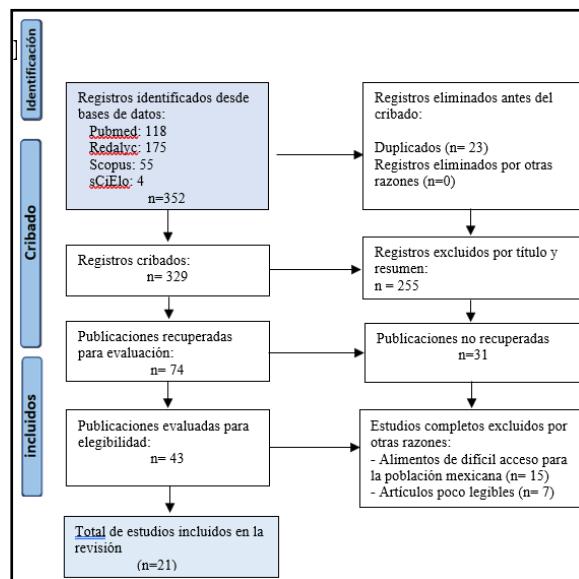 Identificación
Registros identificados desde
bases de datos:
Pubmed: 118
Redalyc: 175
Scopus: 55
sCiElo: 4
n=352
Registros eliminados antes del
cribado:
Duplicados (n= 23)
Registros eliminados por otras
razones (n=0)
Cribado
Registros cribados:
n= 329
Registros excluidos por título y
resumen:
n = 255
Publicaciones recuperadas
para evaluación:
n= 74
Publicaciones no recuperadas
n=31
incluidos
Publicaciones evaluadas para
elegibilidad:
n= 43
Estudios completos excluidos por
otras razones:
- Alimentos de difícil acceso para
la población mexicana (n= 15)
- Artículos poco legibles (n= 7)
Total de estudios incluidos en la
revisión
(n=21)